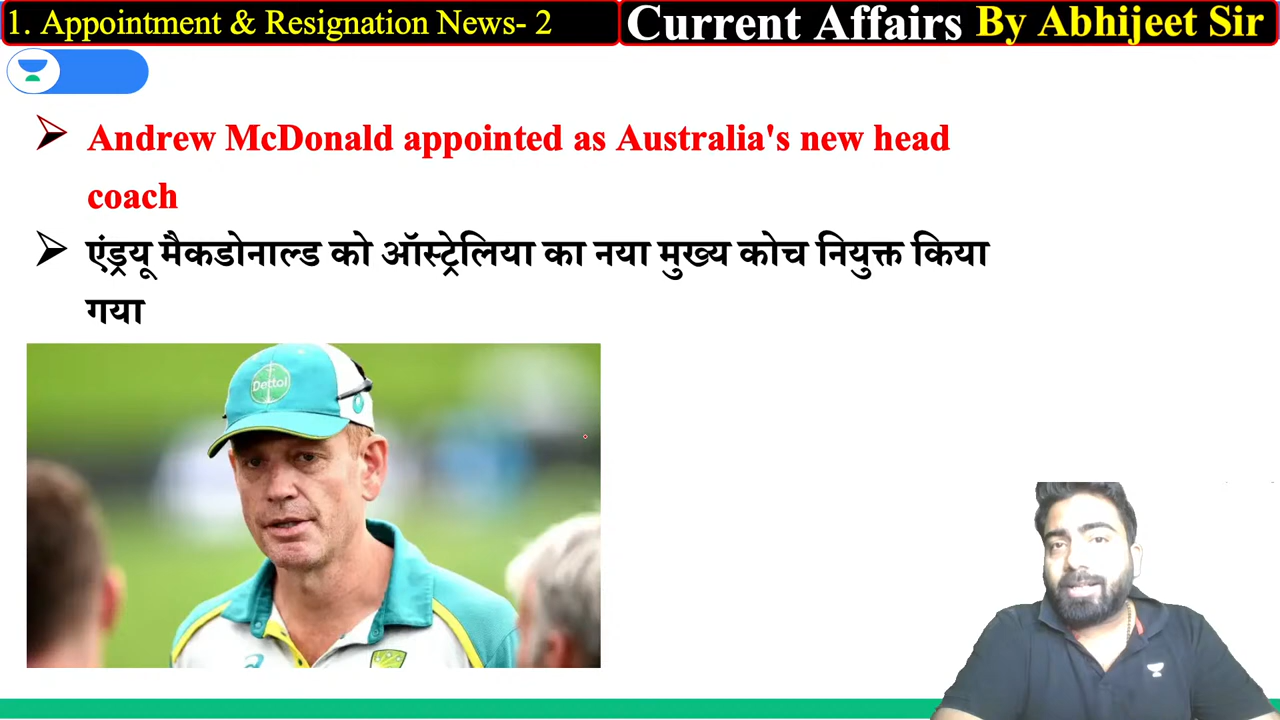 1. Appointment & Resignation News- 2
Current Affairs By Abhijeet Sir
Andrew McDonald appointed as Australia's new head
coach
एंड्रयू मैकडोनाल्ड को ऑस्ट्रेलिया का नया मुख्य कोच नियुक्त किया
गया
Dettol